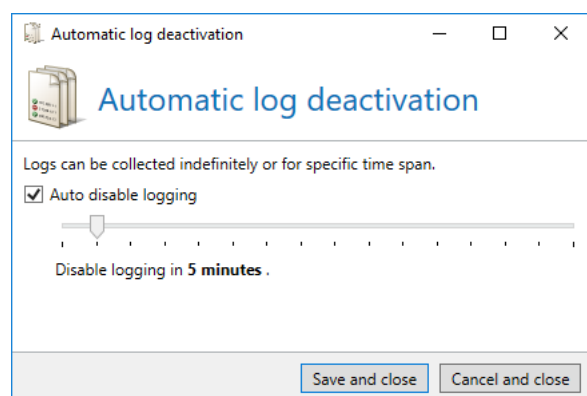 Automatic log deactivation
Automatic log deactivation
Logs can be collected indefinitely or for specific time span.
Auto disable logging
Disable logging in 5 minutes .
Save and close
Cancel and close